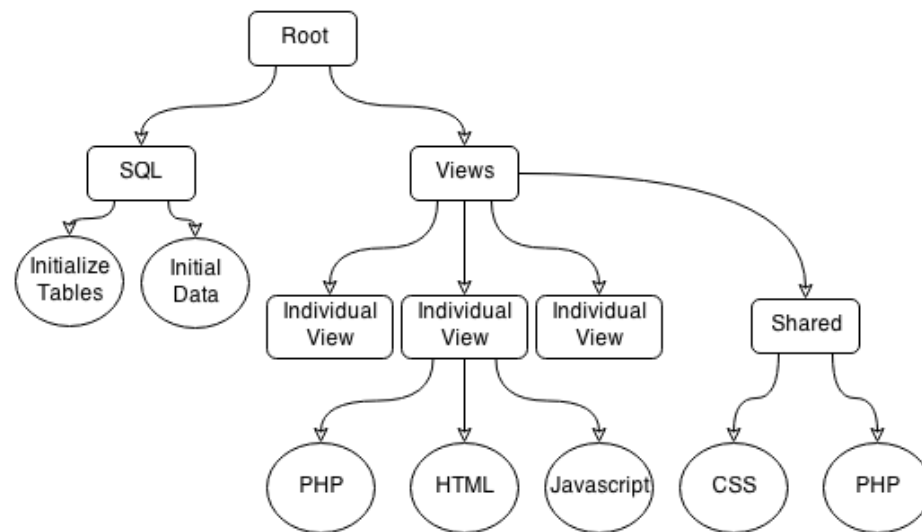 Root
SQL
Views
Initialize
Tables
Initial
Data
Individual
View
Individual
View
Individual
View
Shared
PHP
HTML
Javascript
CSS
PHP